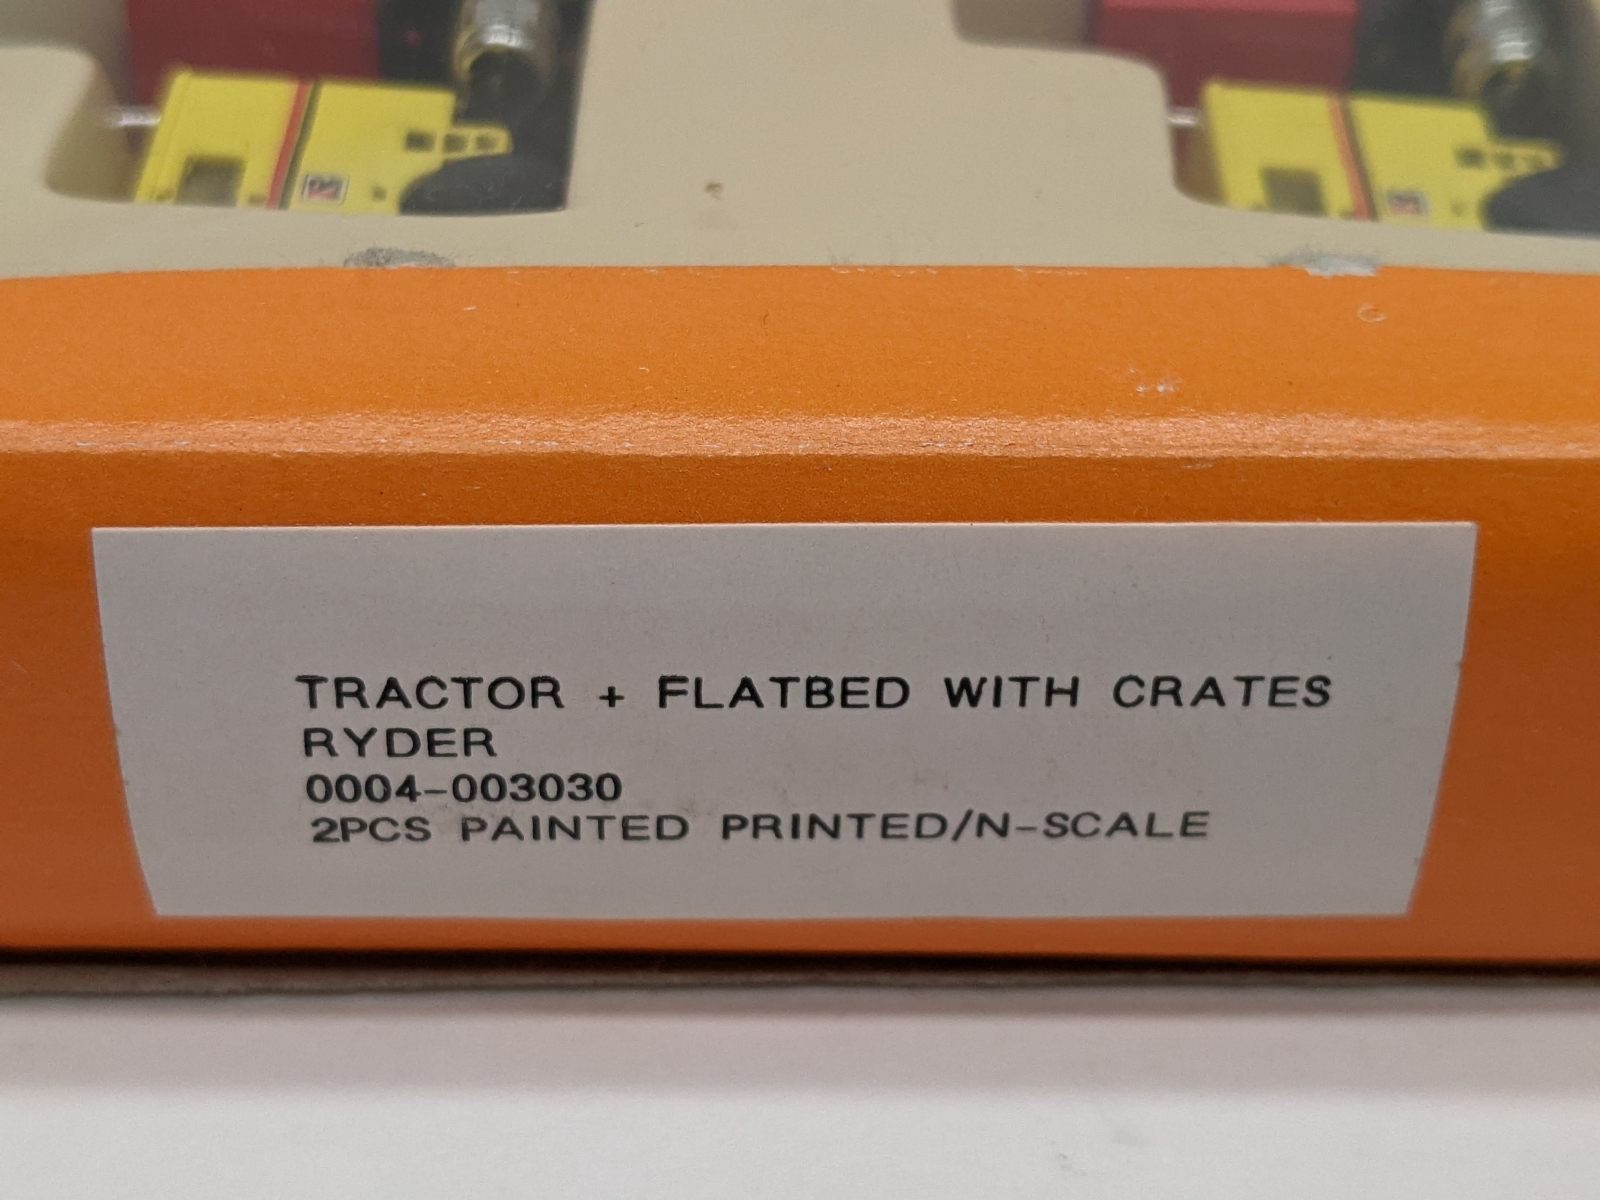 TRACTOR + FLATBED WITH CRATES
RYDER
0004-003030
2PCS PAINTED PRINTED/N-SCALE